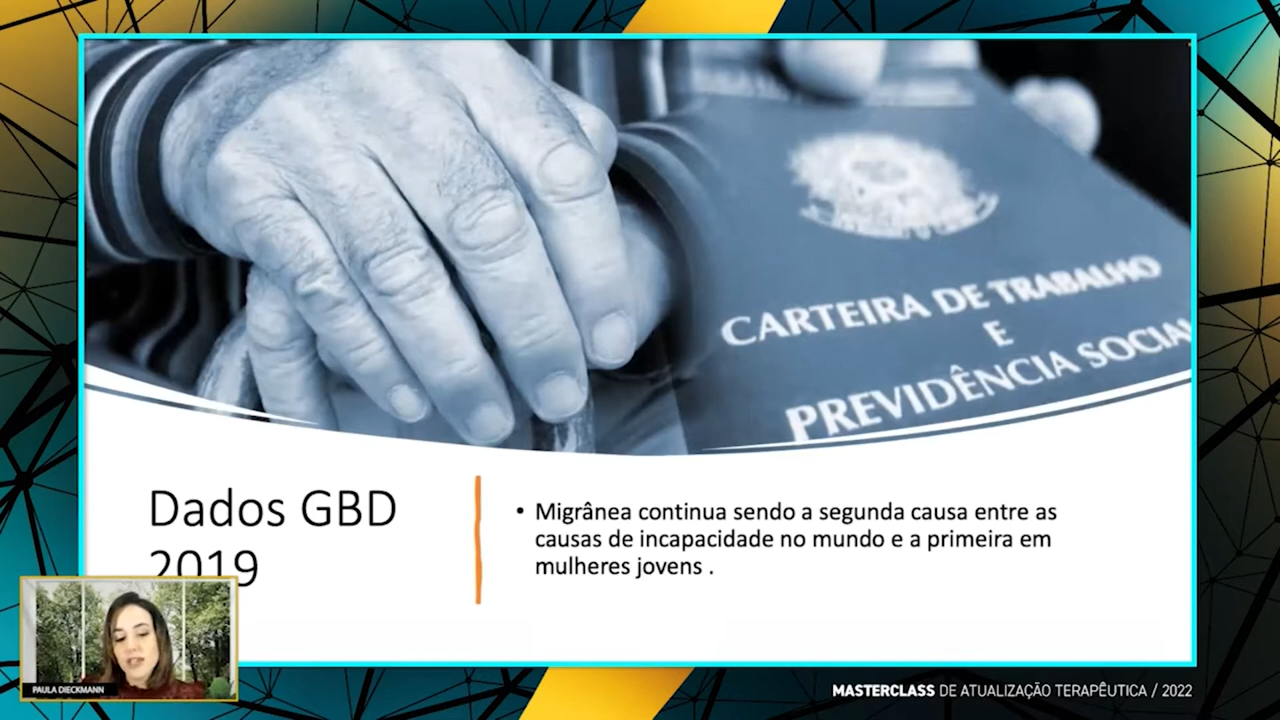 CARTEIRA DE TRABALHO
E
PREVIDÊNCIA SOCIAL
Dados GBD
2019
• Migrânea continua sendo a segunda causa entre as
causas de incapacidade no mundo e a primeira em
mulheres jovens .
PAULA DIECKMANN
MASTERCLASS DE ATUALIZAÇÃO TERAPÊUTICA / 2022